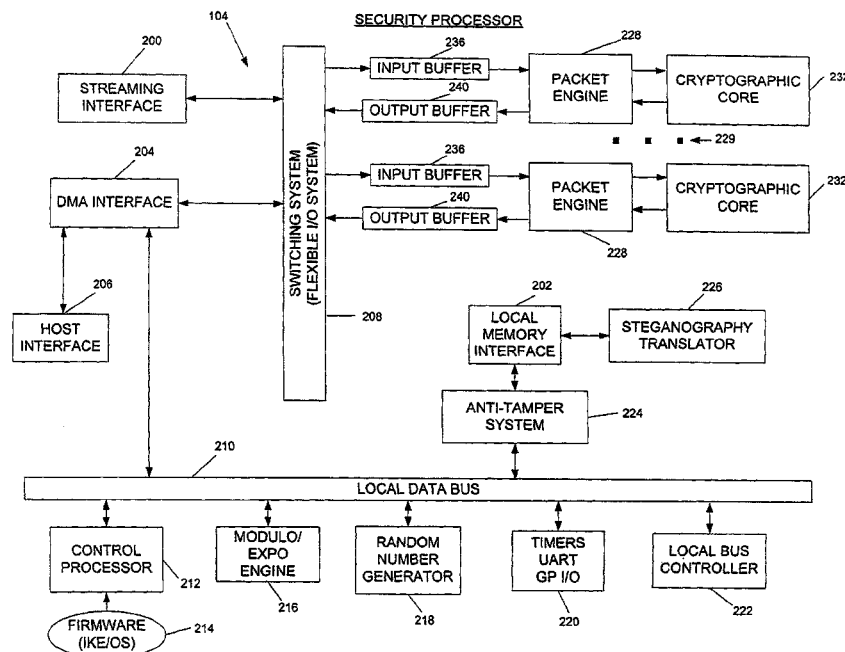 SECURITY PROCESSOR
104
200
STREAMING
INTERFACE
204
DMA INTERFACE
206
HOST
INTERFACE
SWITCHING SYSTEM
(FLEXIBLE I/O SYSTEM)
208
236
INPUT BUFFER
240
OUTPUT BUFFER
228
PACKET
ENGINE
CRYPTOGRAPHIC
CORE
232
229
236
INPUT BUFFER
240
OUTPUT BUFFER
PACKET
ENGINE
228
CRYPTOGRAPHIC
CORE
232
202
LOCAL
MEMORY
INTERFACE
226
STEGANOGRAPHY
TRANSLATOR
ANTI-TAMPER
SYSTEM
224
210
LOCAL DATA BUS
CONTROL
PROCESSOR
212
FIRMWARE
(IKE/OS)
214
MODULO/
EXPO
ENGINE
216
RANDOM
NUMBER
GENERATOR
218
TIMERS
UART
GP I/O
220
LOCAL BUS
CONTROLLER
222